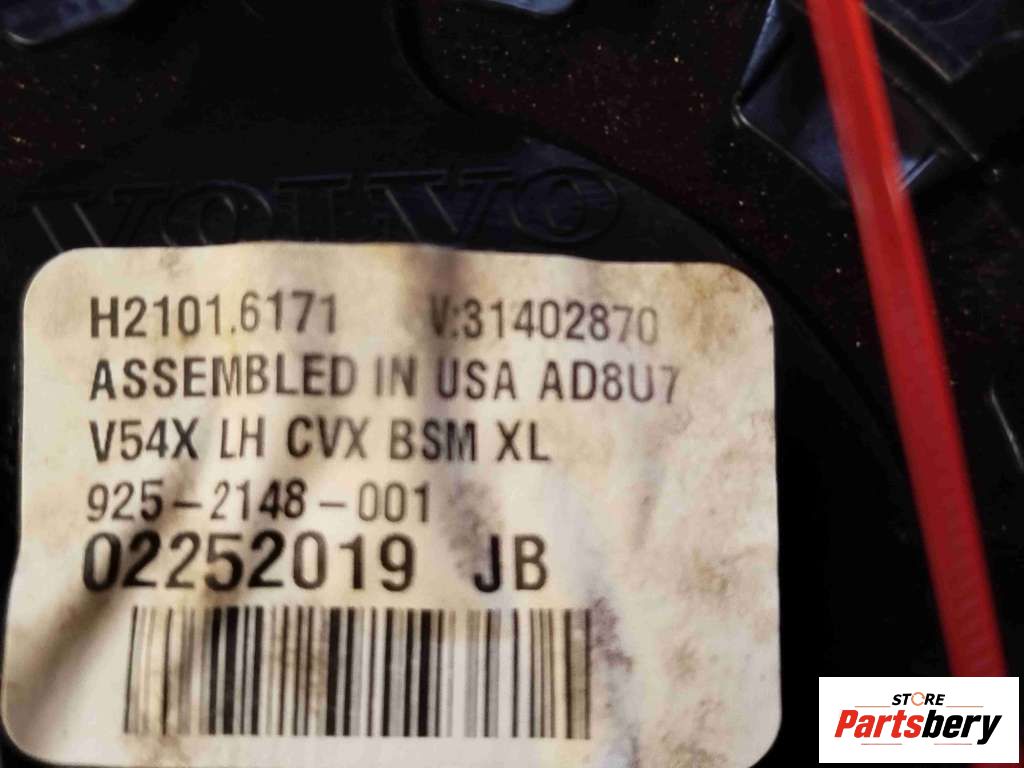 VOLVO
H2101.6171 V:31402870
ASSEMBLED IN USA AD8U7
V54X LH CVX BSM XL
925-2148-001
02252019 JB
STORE
Partsbery